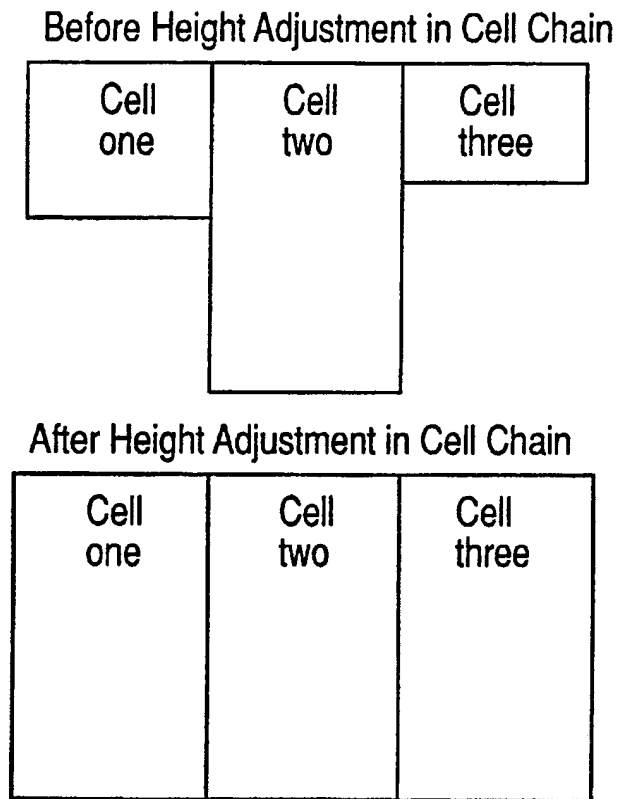 Before Height Adjustment in Cell Chain
Cell
one
Cell
two
Cell
three
After Height Adjustment in Cell Chain
Cell
one
Cell
two
Cell
three